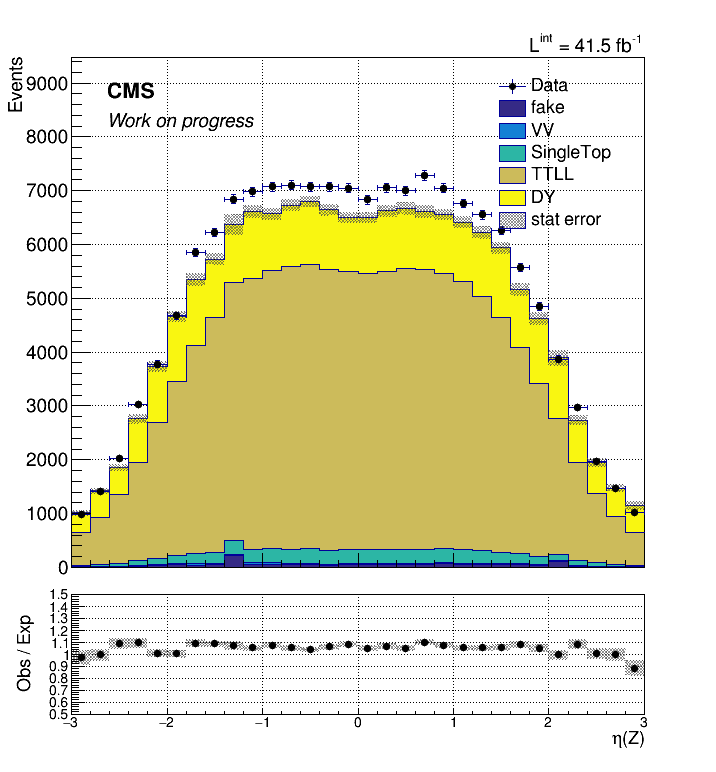 L^int = 41.5 fb^-1
Events
CMS
Work on progress
Data
fake
VV
SingleTop
TTLL
DY
stat error
9000
8000
7000
6000
5000
4000
3000
2000
1000
0
Obs / Exp
1.5
1.4
1.3
1.2
1.1
1
0.9
0.8
0.7
0.6
0.5
−3 −2 −1 0 1 2 3
η(Z)